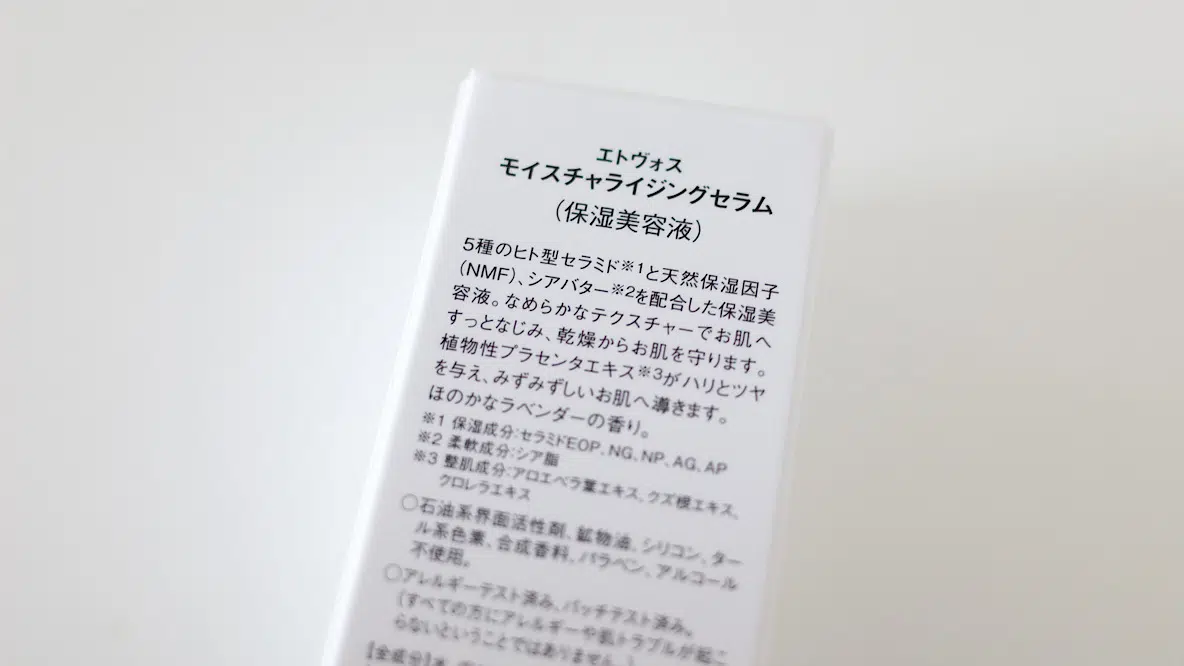 エトヴォス
モイスチャライジングセラム
（保湿美容液）
5種のヒト型セラミド※1と天然保湿因子
（NMF）、シアバター※2を配合した保湿美
容液。なめらかなテクスチャーでお肌へ
すっとなじみ、乾燥からお肌を守ります。
植物性プラセンタエキス※3がハリとツヤ
を与え、みずみずしいお肌へ導きます。
ほのかなラベンダーの香り。
※1 保湿成分:セラミドEOP、NG、NP、AG、AP
※2 柔軟成分:シア脂
※3 整肌成分:アロエベラ葉エキス、クズ根エキス、
クロレラエキス
○石油系界面活性剤、鉱物油、シリコン、ター
ル系色素、合成香料、パラベン、アルコール
不使用。
○アレルギーテスト済み、パッチテスト済み。
（すべての方にアレルギーや肌トラブルが起こ
らないということではありません。）
【全成分】水、